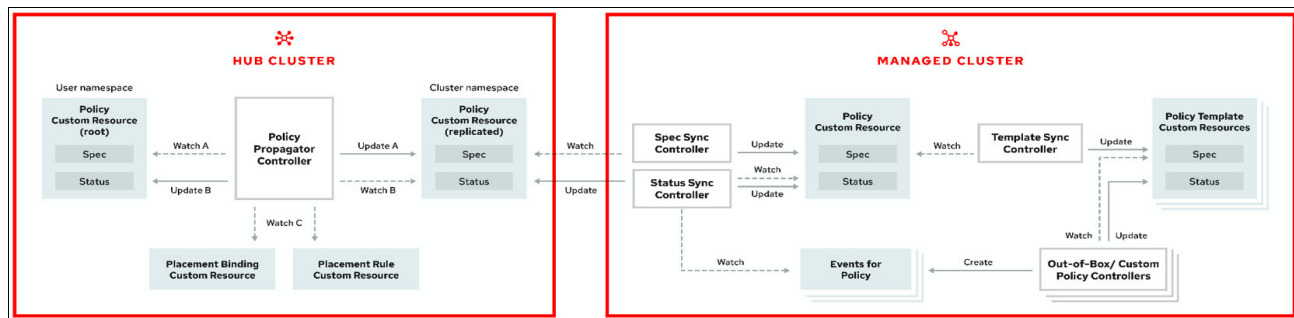 HUB CLUSTER
User namespace
Policy
Custom Resource
(root)
Spec
Status
Watch A
Update B
Policy
Propagator
Controller
Update A
Watch B
Cluster namespace
Policy
Custom Resource
(replicated)
Spec
Status
Watch C
Placement Binding
Custom Resource
Placement Rule
Custom Resource
Watch
Update
MANAGED CLUSTER
Spec Sync
Controller
Status Sync
Controller
Update
Watch
Update
Watch
Policy
Custom Resource
Spec
Status
Watch
Template Sync
Controller
Update
Policy Template
Custom Resources
Spec
Status
Watch
Update
Events for
Policy
Create
Out-of-Box/ Custom
Policy Controllers